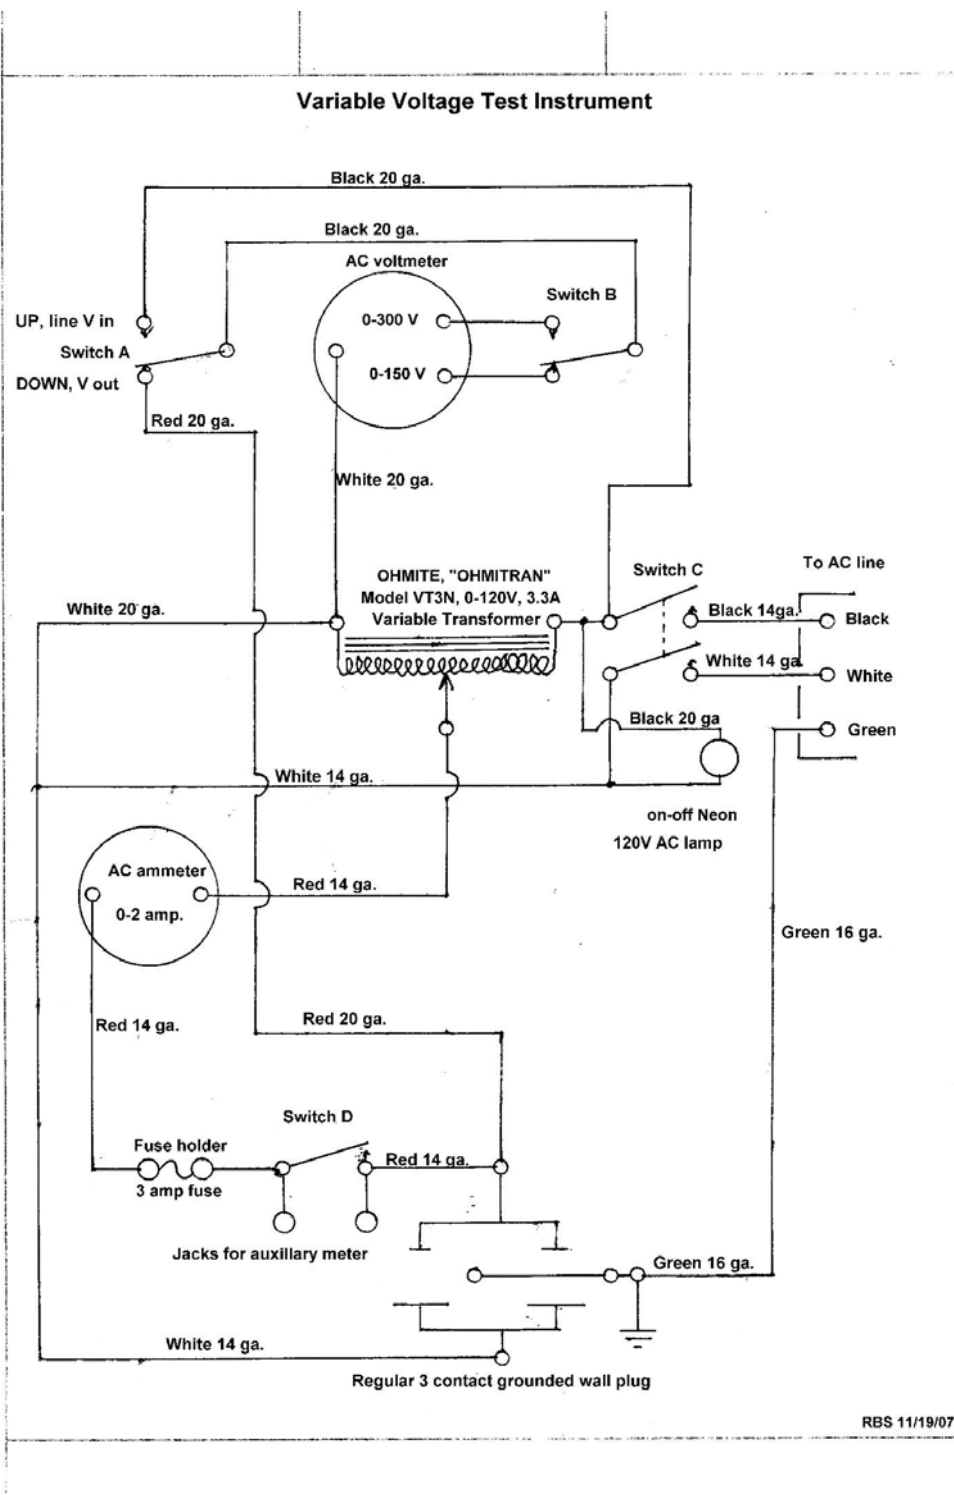 Variable Voltage Test Instrument
Black 20 ga.
Black 20 ga.
AC voltmeter
Switch B
UP, line V in
0-300 V
Switch A
0-150 V
DOWN, V out
Red 20 ga.
White 20 ga.
To AC line
Switch C
OHMITE, "OHMITRAN"
Model VT3N, 0-120V, 3.3A
Variable Transformer
White 20 ga.
Black 14ga.
Black
White 14 ga
White
Black 20 ga
Green
White 14 ga.
on-off Neon
120V AC lamp
AC ammeter
0-2 amp.
Red 14 ga.
Green 16 ga.
Red 14 ga.
Red 20 ga.
Switch D
Fuse holder
3 amp fuse
Red 14 ga.
Jacks for auxillary meter
Green 16 ga.
White 14 ga.
Regular 3 contact grounded wall plug
RBS 11/19/07